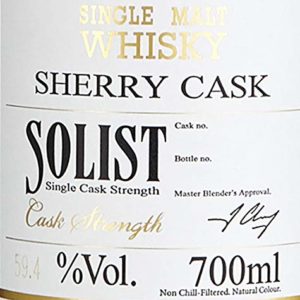 SINGLE MALT
WHISKY
SHERRY CASK
SOLIST
Single Cask Strength
Cask Strength
Cask no.
Bottle no.
Master Blender's Approval.
59.4 %Vol. 700ml
Non Chill-Filtered. Natural Colour.